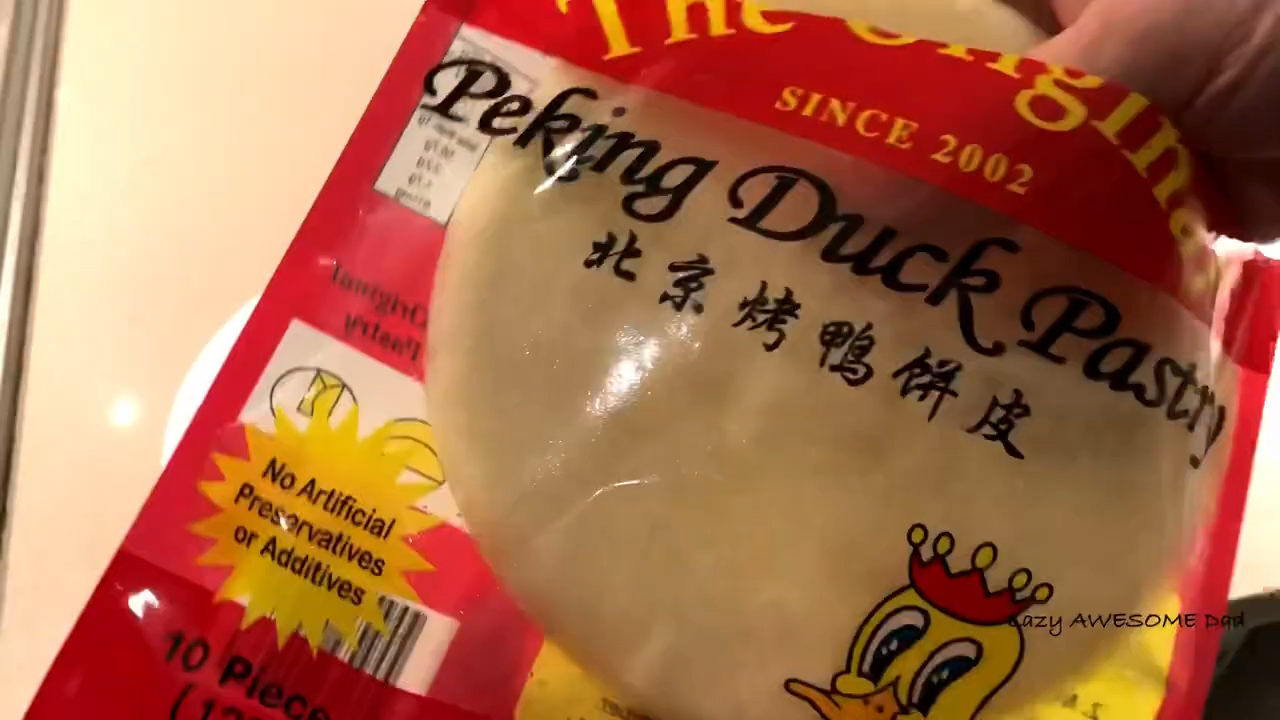 The Original
SINCE 2002
Peking Duck Pastry
北京烤鸭饼皮
No Artificial
Preservatives
or Additives
10 Piece
Lazy AWESOME Dad